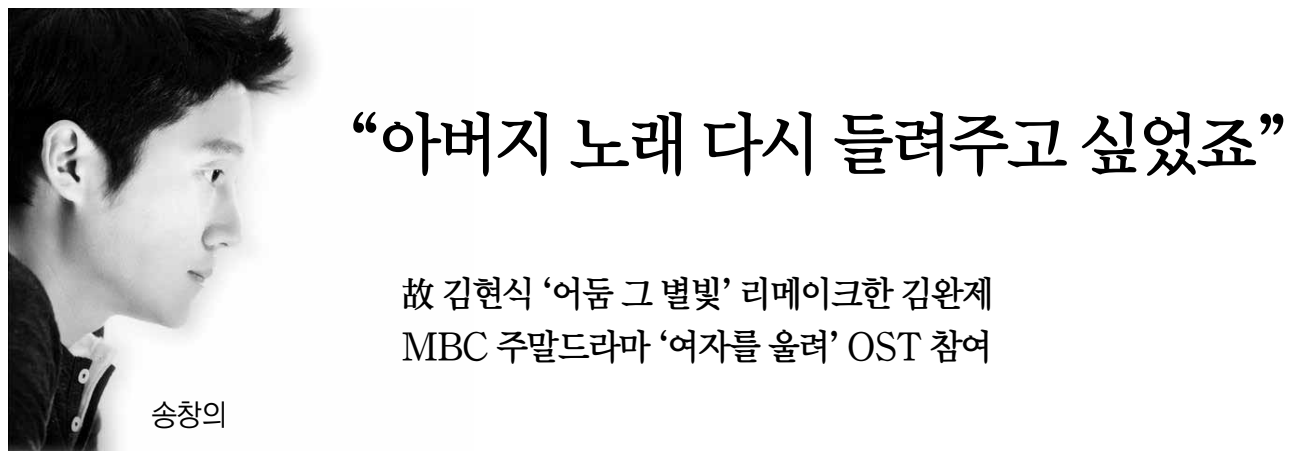 “아버지 노래 다시 들려주고 싶었죠”
故 김현식 ‘어둠 그 별빛’ 리메이크한 김완제
MBC 주말드라마 ‘여자를 울려’ OST 참여
송창의